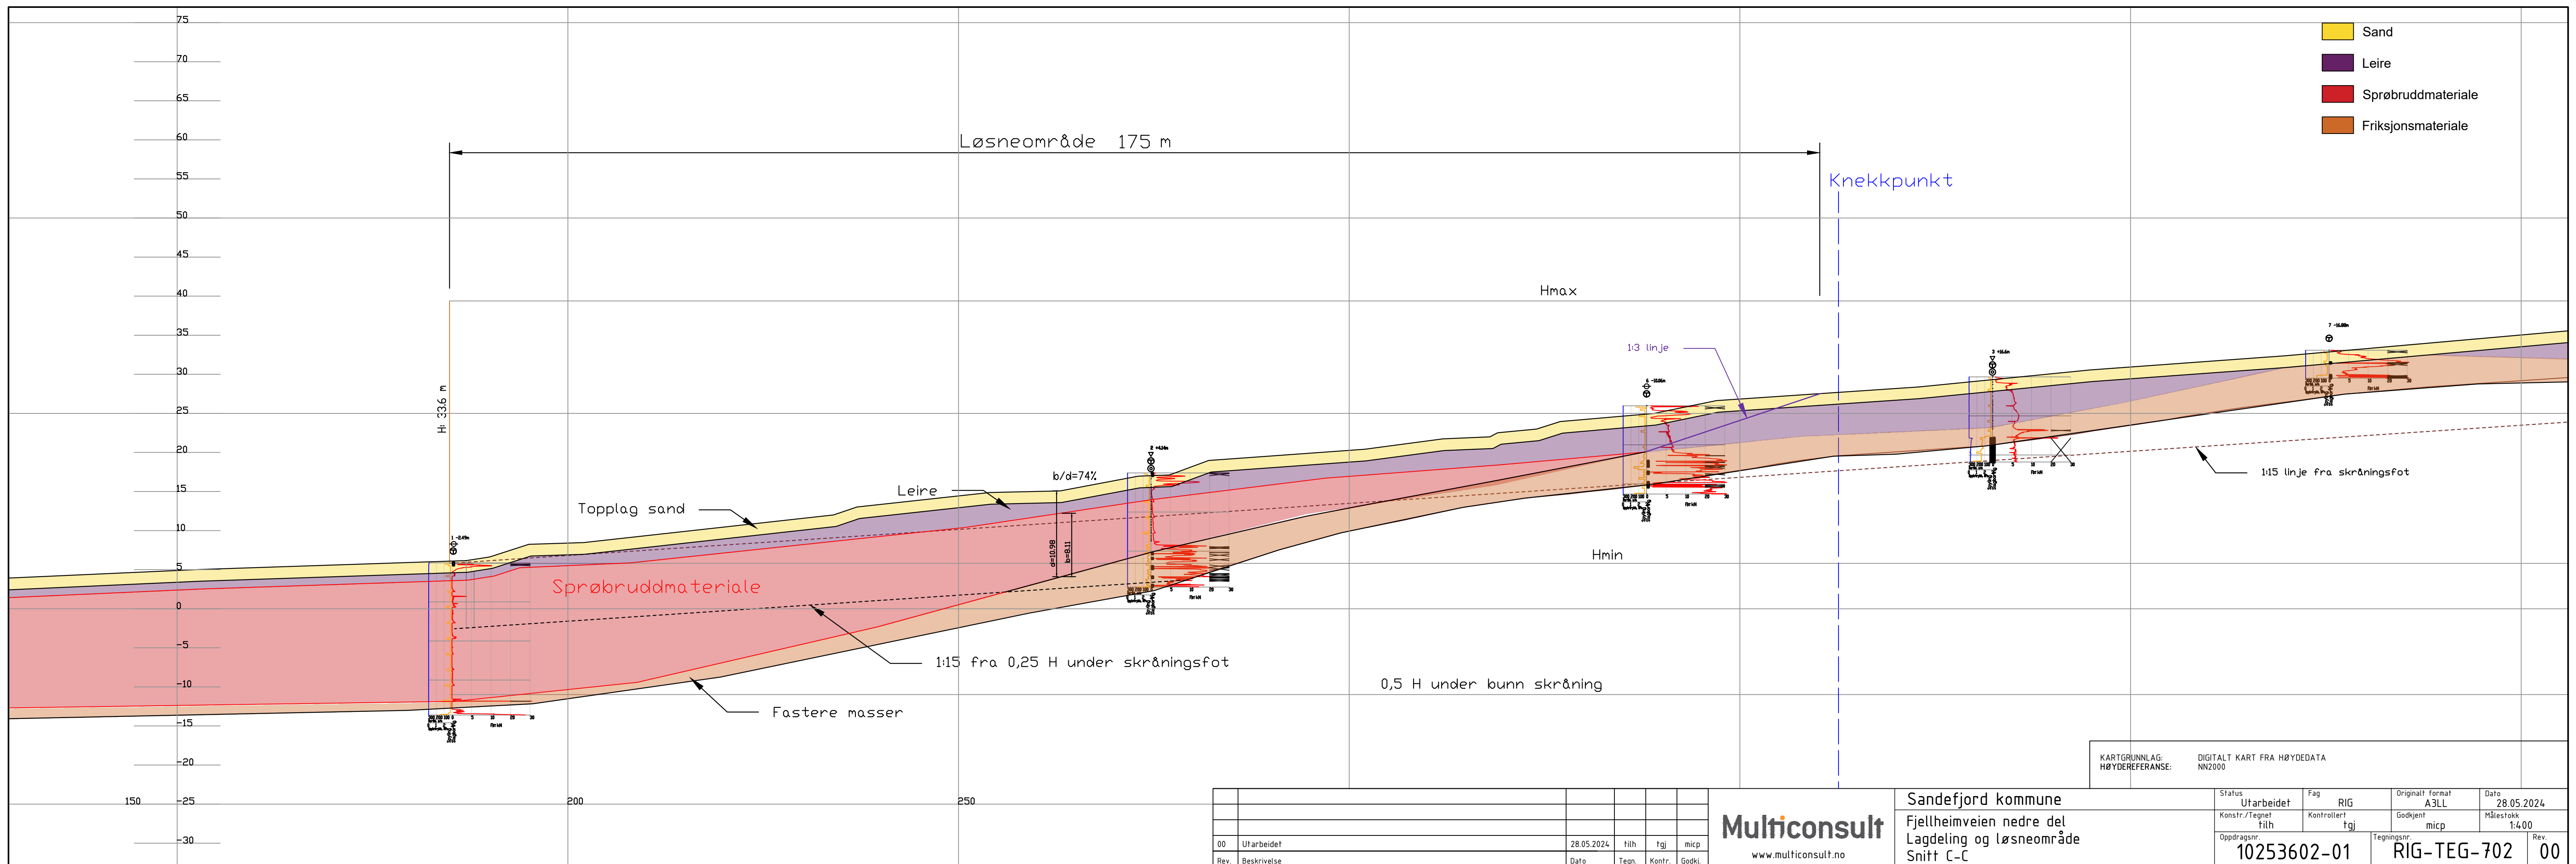 75
70
65
60
55
50
45
40
35
30
25
20
15
10
5
0
-5
-10
-15
-20
-25
-30
150
200
250
Sand
Leire
Sprøbruddmateriale
Friksjonsmateriale
Løsneområde 175 m
Knekkpunkt
Hmax
H: 33.6 m
1:3 linje
b/d=74%
Leire
Topplag sand
d=10.98
b=8.11
Sprøbruddmateriale
Hmin
1:15 linje fra skråningsfot
1:15 fra 0,25 H under skråningsfot
0,5 H under bunn skråning
Fastere masser
KARTGRUNNLAG: DIGITALT KART FRA HØYDEDATA
HØYDEREFERANSE: NN2000
00 Utarbeidet 28.05.2024 tilh tgj micp
Rev. Beskrivelse Dato Tegn. Kontr. Godkj.
Multiconsult
www.multiconsult.no
Sandefjord kommune
Fjellheimveien nedre del
Lagdeling og løsneområde
Snitt C-C
Status Fag Originalt format Dato
Utarbeidet RIG A3LL 28.05.2024
Konstr./Tegnet Kontrollert Godkjent Målestokk
tilh tgj micp 1:400
Oppdragsnr. Tegningsnr. Rev.
10253602-01 RIG-TEG-702 00